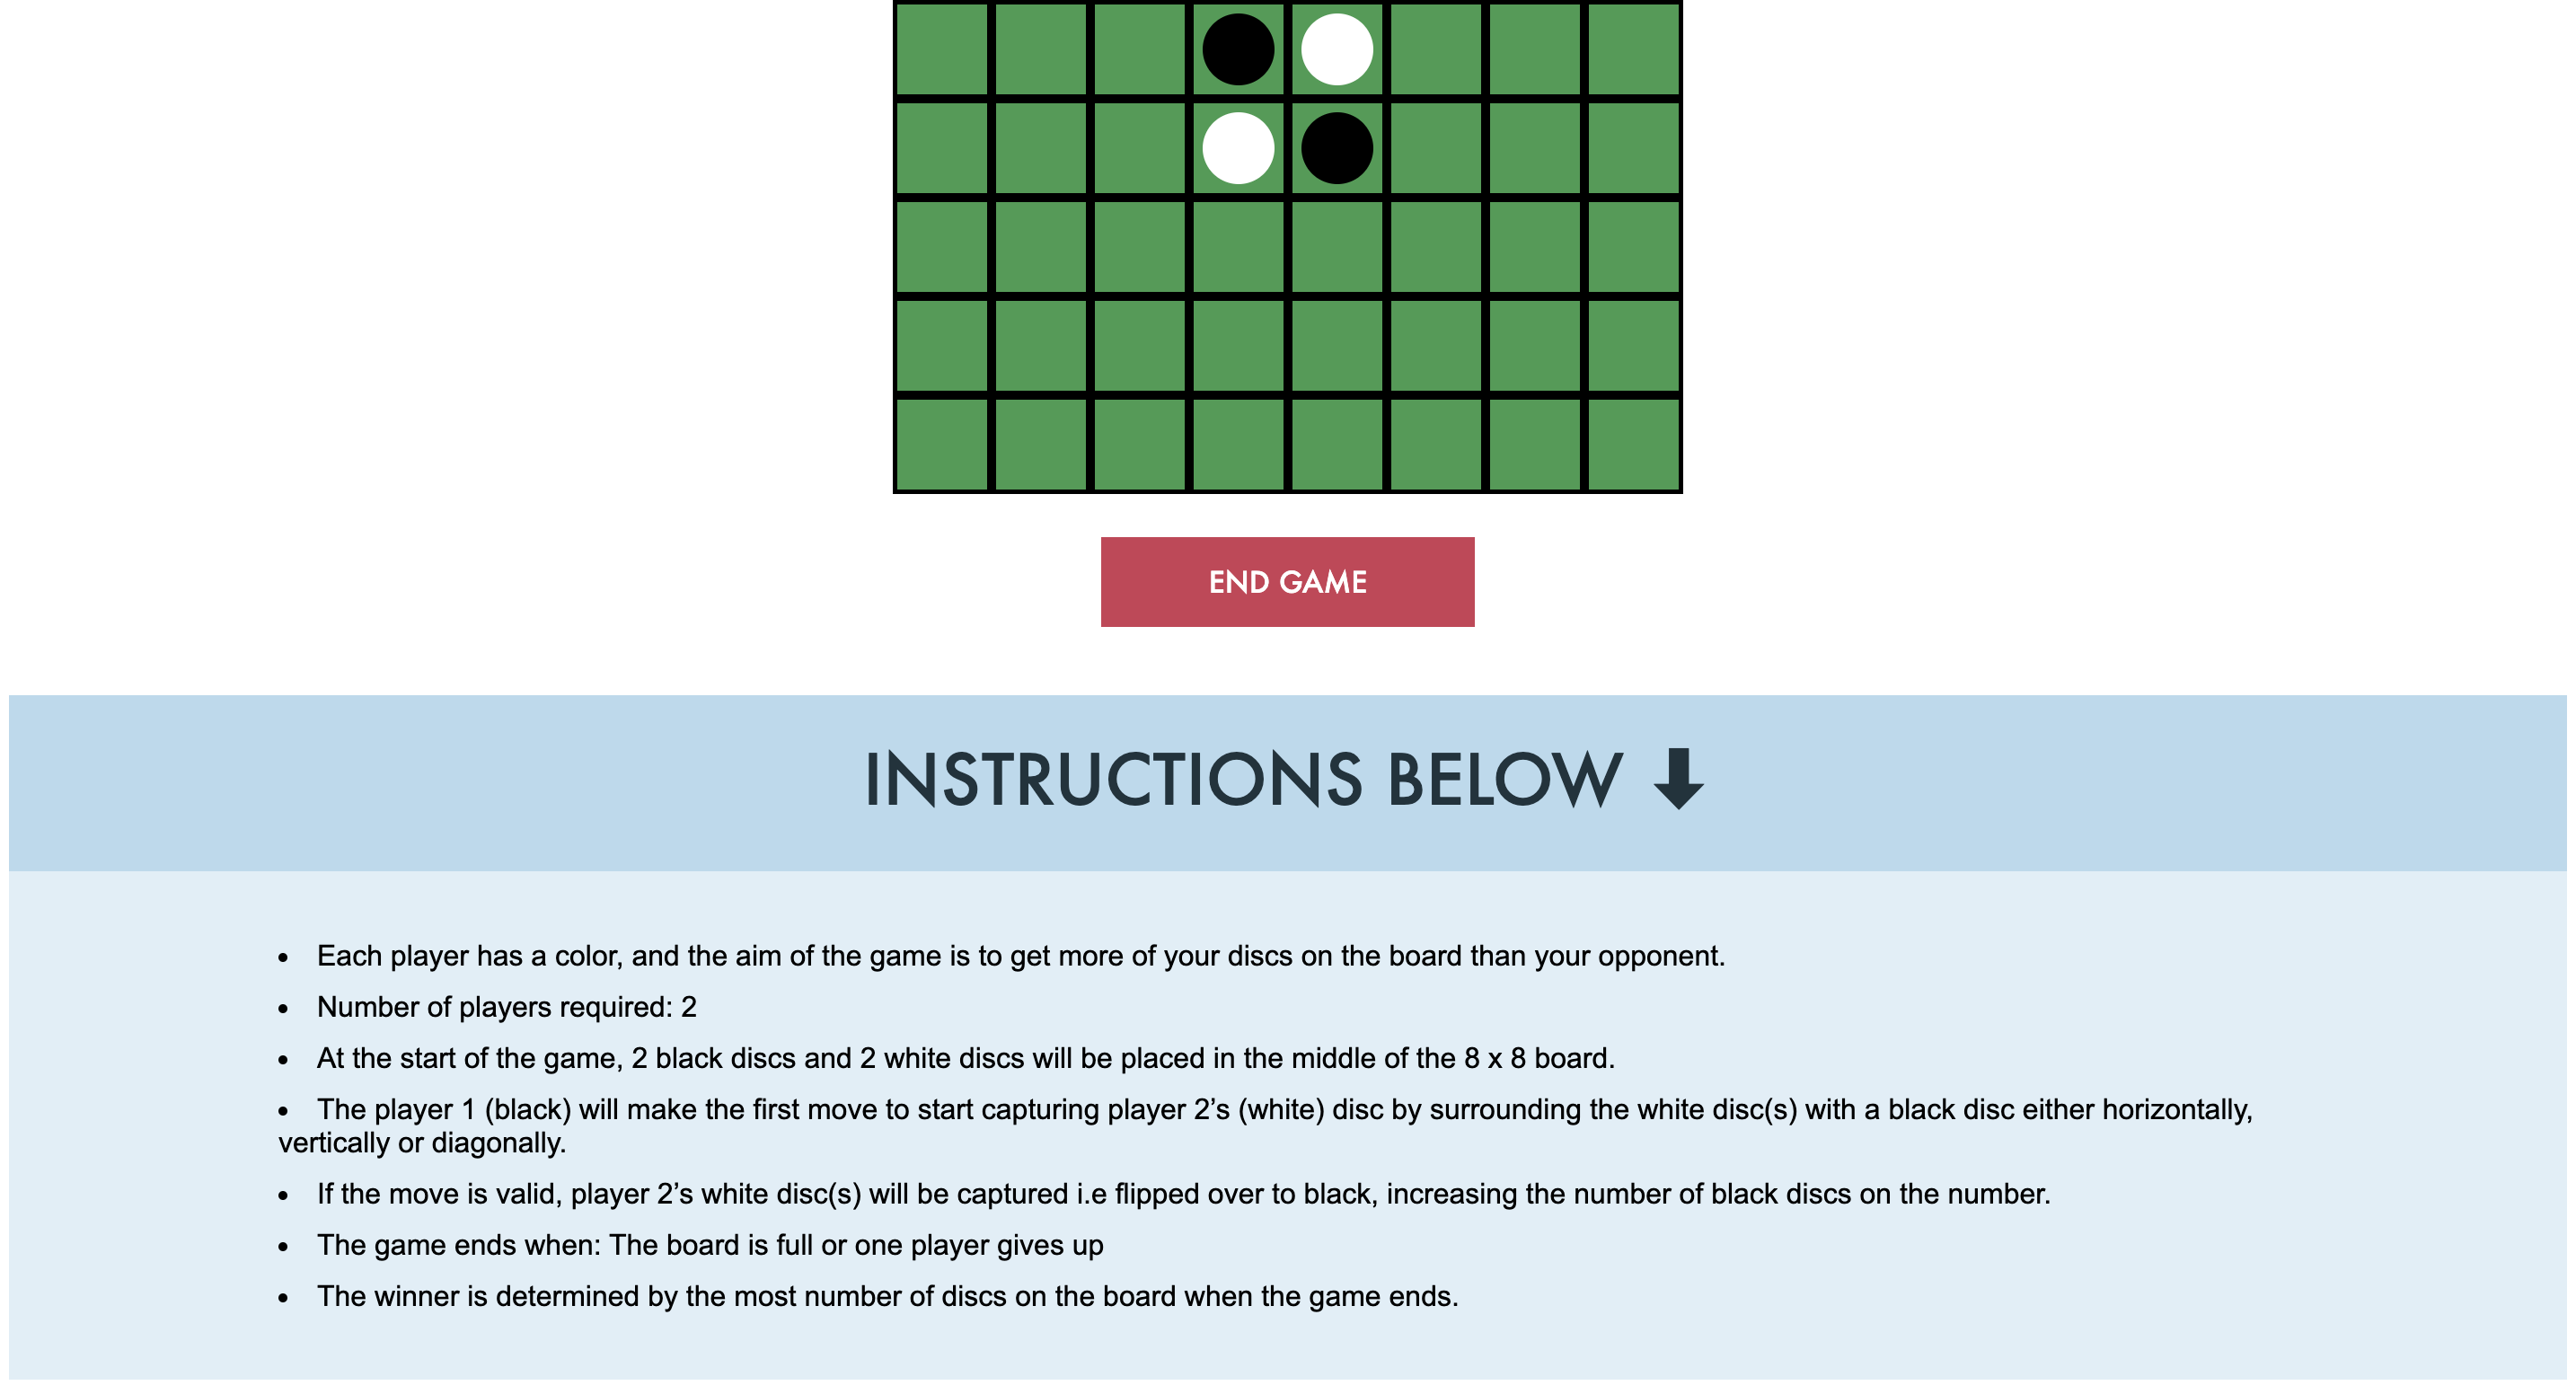 END GAME
INSTRUCTIONS BELOW ⬇
• Each player has a color, and the aim of the game is to get more of your discs on the board than your opponent.
• Number of players required: 2
• At the start of the game, 2 black discs and 2 white discs will be placed in the middle of the 8 x 8 board.
• The player 1 (black) will make the first move to start capturing player 2’s (white) disc by surrounding the white disc(s) with a black disc either horizontally,
vertically or diagonally.
• If the move is valid, player 2’s white disc(s) will be captured i.e flipped over to black, increasing the number of black discs on the number.
• The game ends when: The board is full or one player gives up
• The winner is determined by the most number of discs on the board when the game ends.